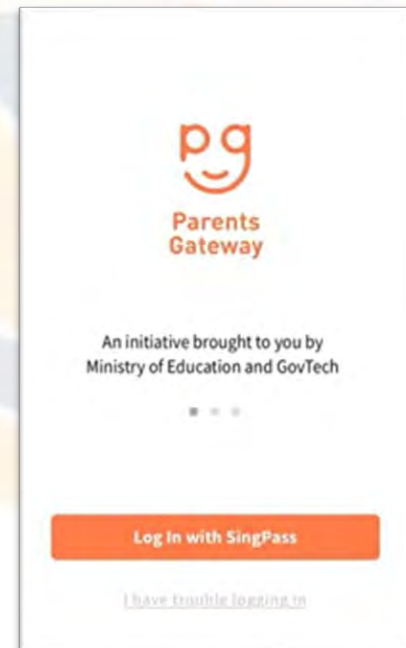 pg
Parents
Gateway
An initiative brought to you by
Ministry of Education and GovTech
Log In with SingPass
I have trouble logging in